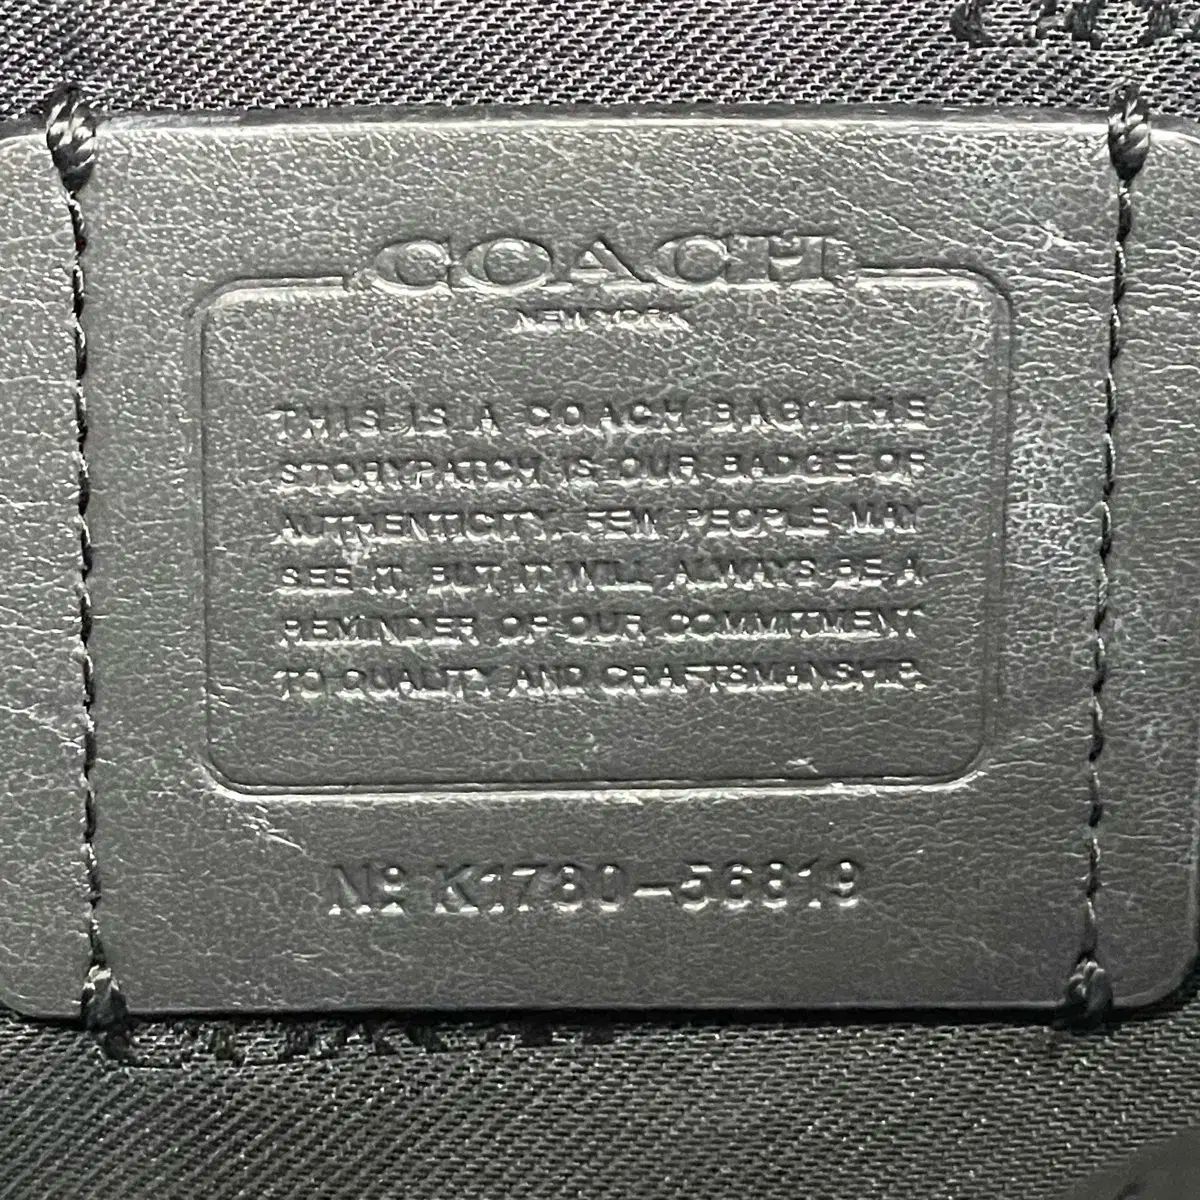 COACH
NEW YORK
THIS IS A COACH BAG: THE
STORYPATCH IS OUR BADGE OF
AUTHENTICITY. FEW PEOPLE MAY
SEE IT, BUT IT WILL ALWAYS BE A
REMINDER OF OUR COMMITMENT
TO QUALITY AND CRAFTSMANSHIP.
Nº K1760-56819